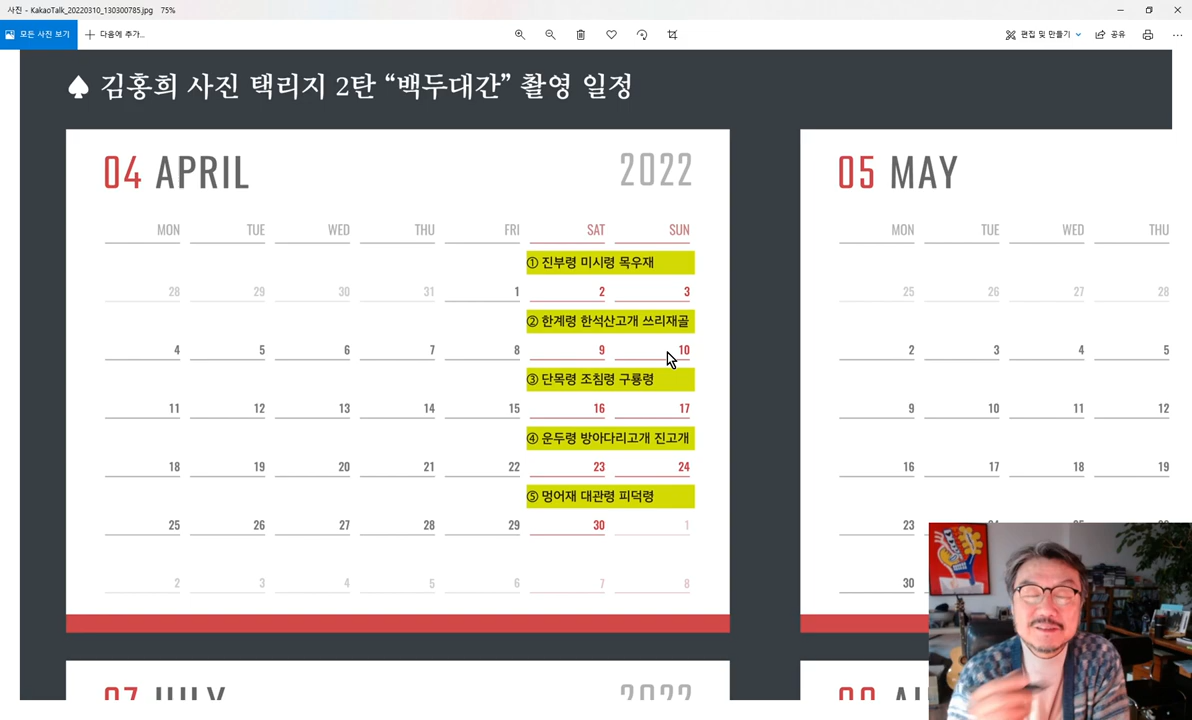 사진 - KakaoTalk_20220310_130300785.jpg 75%
모든 사진 보기 다음에 추가... 편집 및 만들기 공유
♠ 김홍희 사진 택리지 2탄 “백두대간” 촬영 일정
04 APRIL 2022
MON TUE WED THU FRI SAT SUN
① 진부령 미시령 목우재
28 29 30 31 1 2 3
② 한계령 한석산고개 쓰리재골
4 5 6 7 8 9 10
③ 단목령 조침령 구룡령
11 12 13 14 15 16 17
④ 운두령 방아다리고개 진고개
18 19 20 21 22 23 24
⑤ 멍어재 대관령 피덕령
25 26 27 28 29 30 1
2 3 4 5 6 7 8
05 MAY
MON TUE WED THU
25 26 27 28
2 3 4 5
9 10 11 12
16 17 18 19
23
30
07 JULY 2022